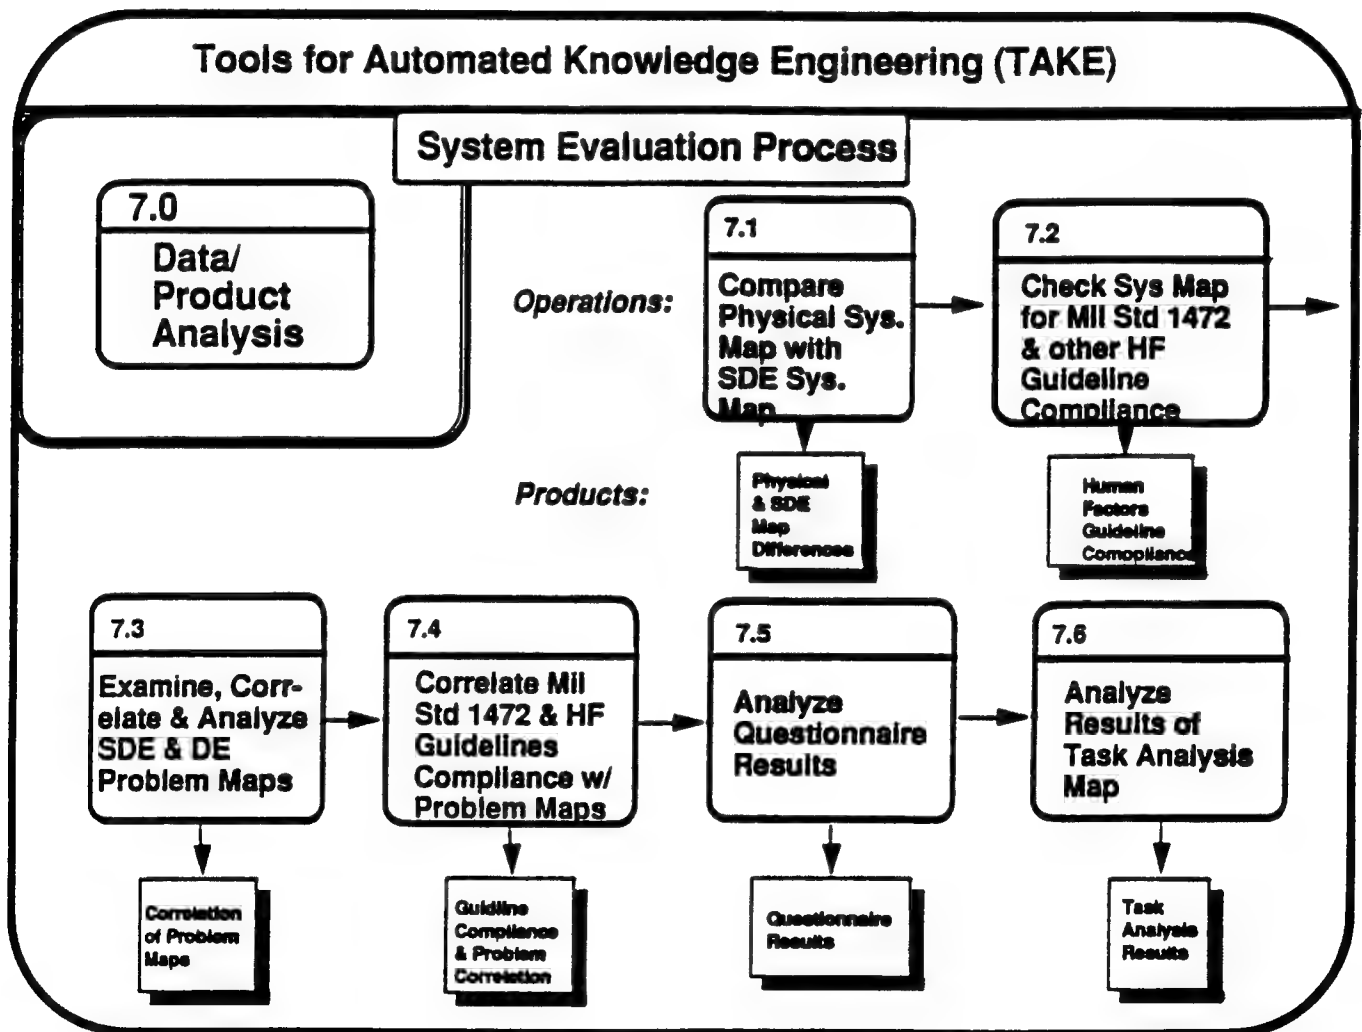 Tools for Automated Knowledge Engineering (TAKE)
System Evaluation Process
7.0
Data/
Product
Analysis
Operations:
7.1
Compare
Physical Sys.
Map with
SDE Sys.
Map
7.2
Check Sys Map
for Mil Std 1472
& other HF
Guideline
Compliance
Products:
Physical
& SDE
Map
Differences
Human
Factors
Guideline
Comopliance
7.3
Examine, Corr-
elate & Analyze
SDE & DE
Problem Maps
7.4
Correlate Mil
Std 1472 & HF
Guidelines
Compliance w/
Problem Maps
7.5
Analyze
Questionnaire
Results
7.6
Analyze
Results of
Task Analysis
Map
Correlation
of Problem
Maps
Guidline
Compliance
& Problem
Correlation
Questionnaire
Results
Task
Analysis
Results